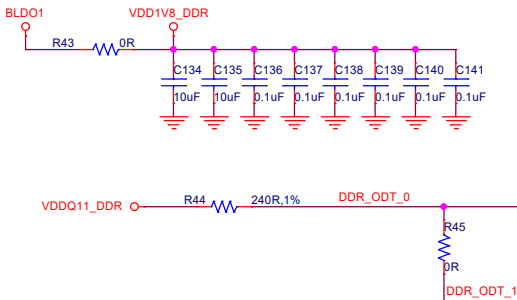 BLDO1 VDD1V8_DDR
R43 0R
C134 C135 C136 C137 C138 C139 C140 C141
10uF 10uF 0.1uF 0.1uF 0.1uF 0.1uF 0.1uF 0.1uF
VDDQ11_DDR R44 240R,1% DDR_ODT_0
R45
0R
DDR_ODT_1